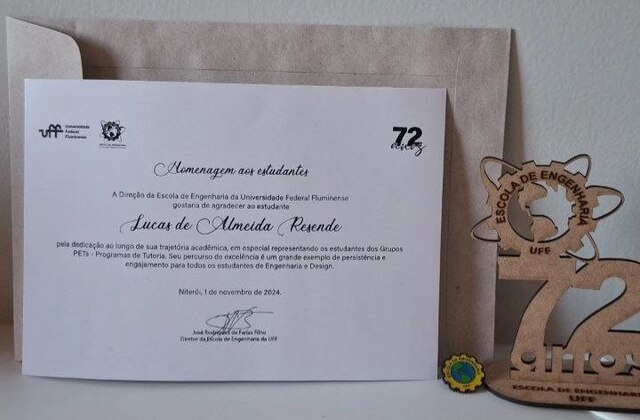 uff Universidade
Federal
Fluminense
72
anos
Homenagem aos estudantes
A Direção da Escola de Engenharia da Universidade Federal Fluminense
gostaria de agradecer ao estudante
Lucas de Almeida Resende
pela dedicação ao longo de sua trajetória acadêmica, em especial representando os estudantes dos Grupos
PETs - Programas de Tutoria. Seu percurso de excelência é um grande exemplo de persistência e
engajamento para todos os estudantes de Engenharia e Design.
Niterói, 1 de novembro de 2024.
José Rodrigues de Farias Filho
Diretor da Escola de Engenharia da UFF
ESCOLA DE ENGENHARIA
UFF
72
anos
ESCOLA DE ENGENHARIA
UFF